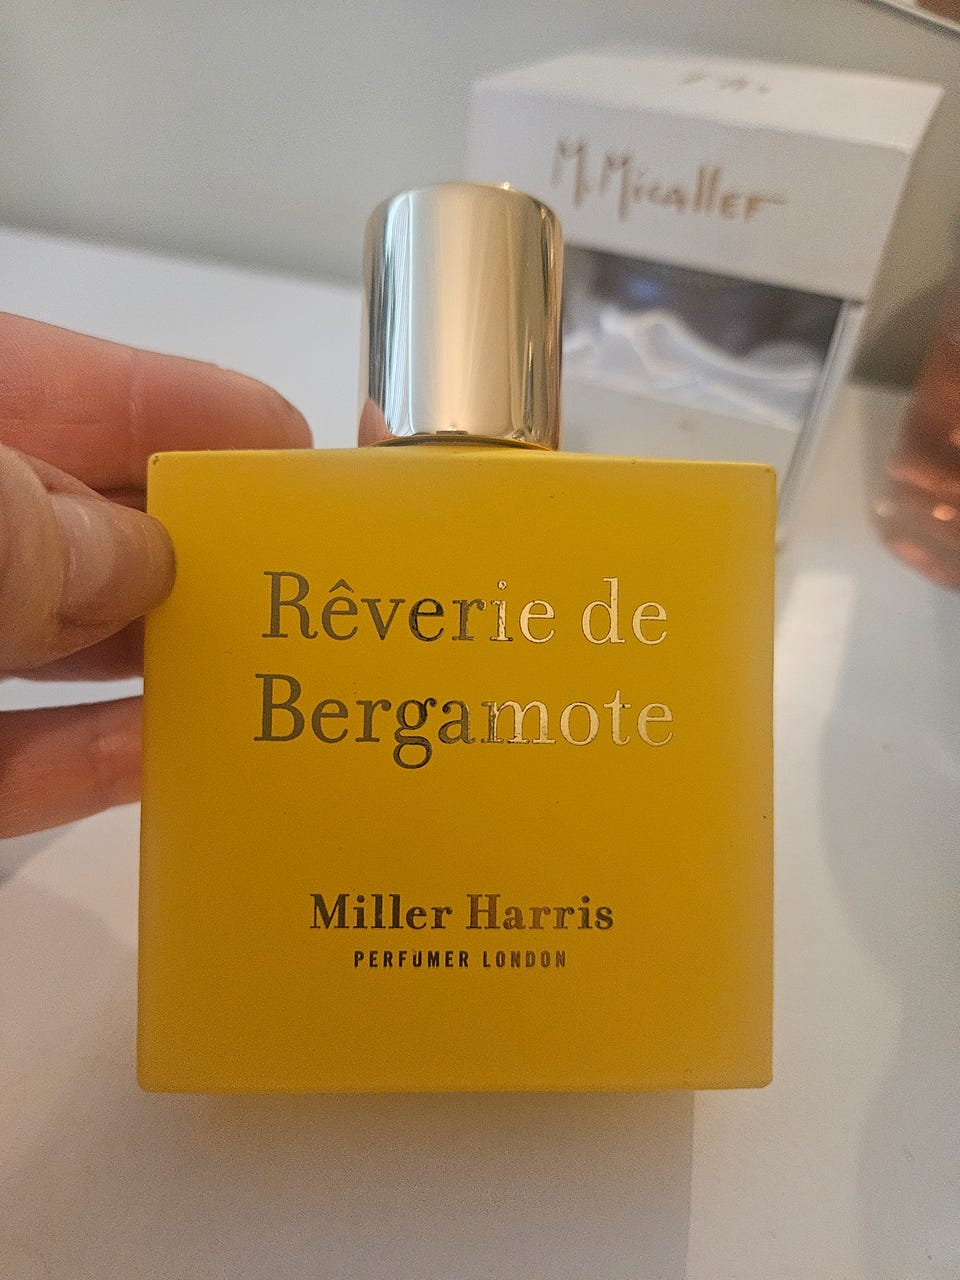 M. Micallef
Rêverie de
Bergamote
Miller Harris
PERFUMER LONDON